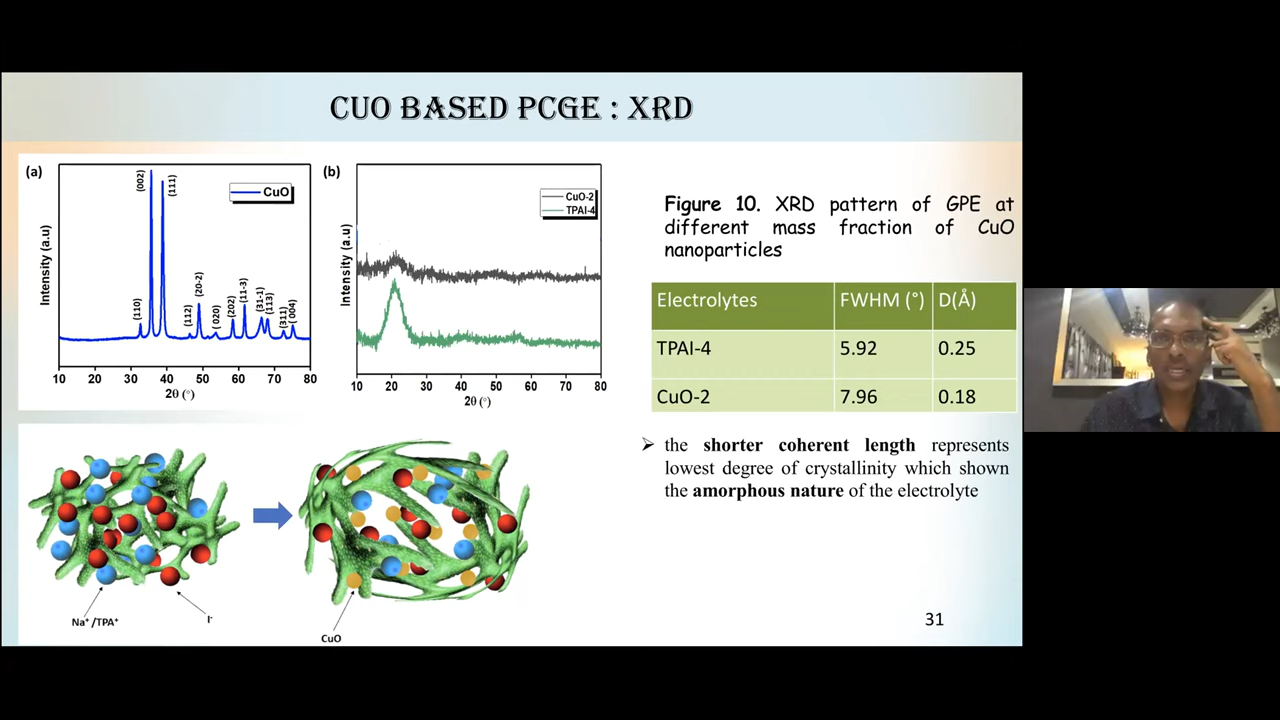 CUO BASED PCGE : XRD
(a)
CuO
(002)
(111)
(110)
(112)
(20-2)
(020)
(202)
(11-3)
(31-1)
(113)
(311)
(004)
Intensity (a.u)
10 20 30 40 50 60 70 80
2θ (°)
(b)
CuO-2
TPAI-4
Intensity (a.u)
10 20 30 40 50 60 70 80
2θ (°)
Figure 10. XRD pattern of GPE at
different mass fraction of CuO
nanoparticles
Electrolytes FWHM (°) D(Å)
TPAI-4 5.92 0.25
CuO-2 7.96 0.18
➢ the shorter coherent length represents
lowest degree of crystallinity which shown
the amorphous nature of the electrolyte
Na⁺ /TPA⁺
I⁻
CuO
31